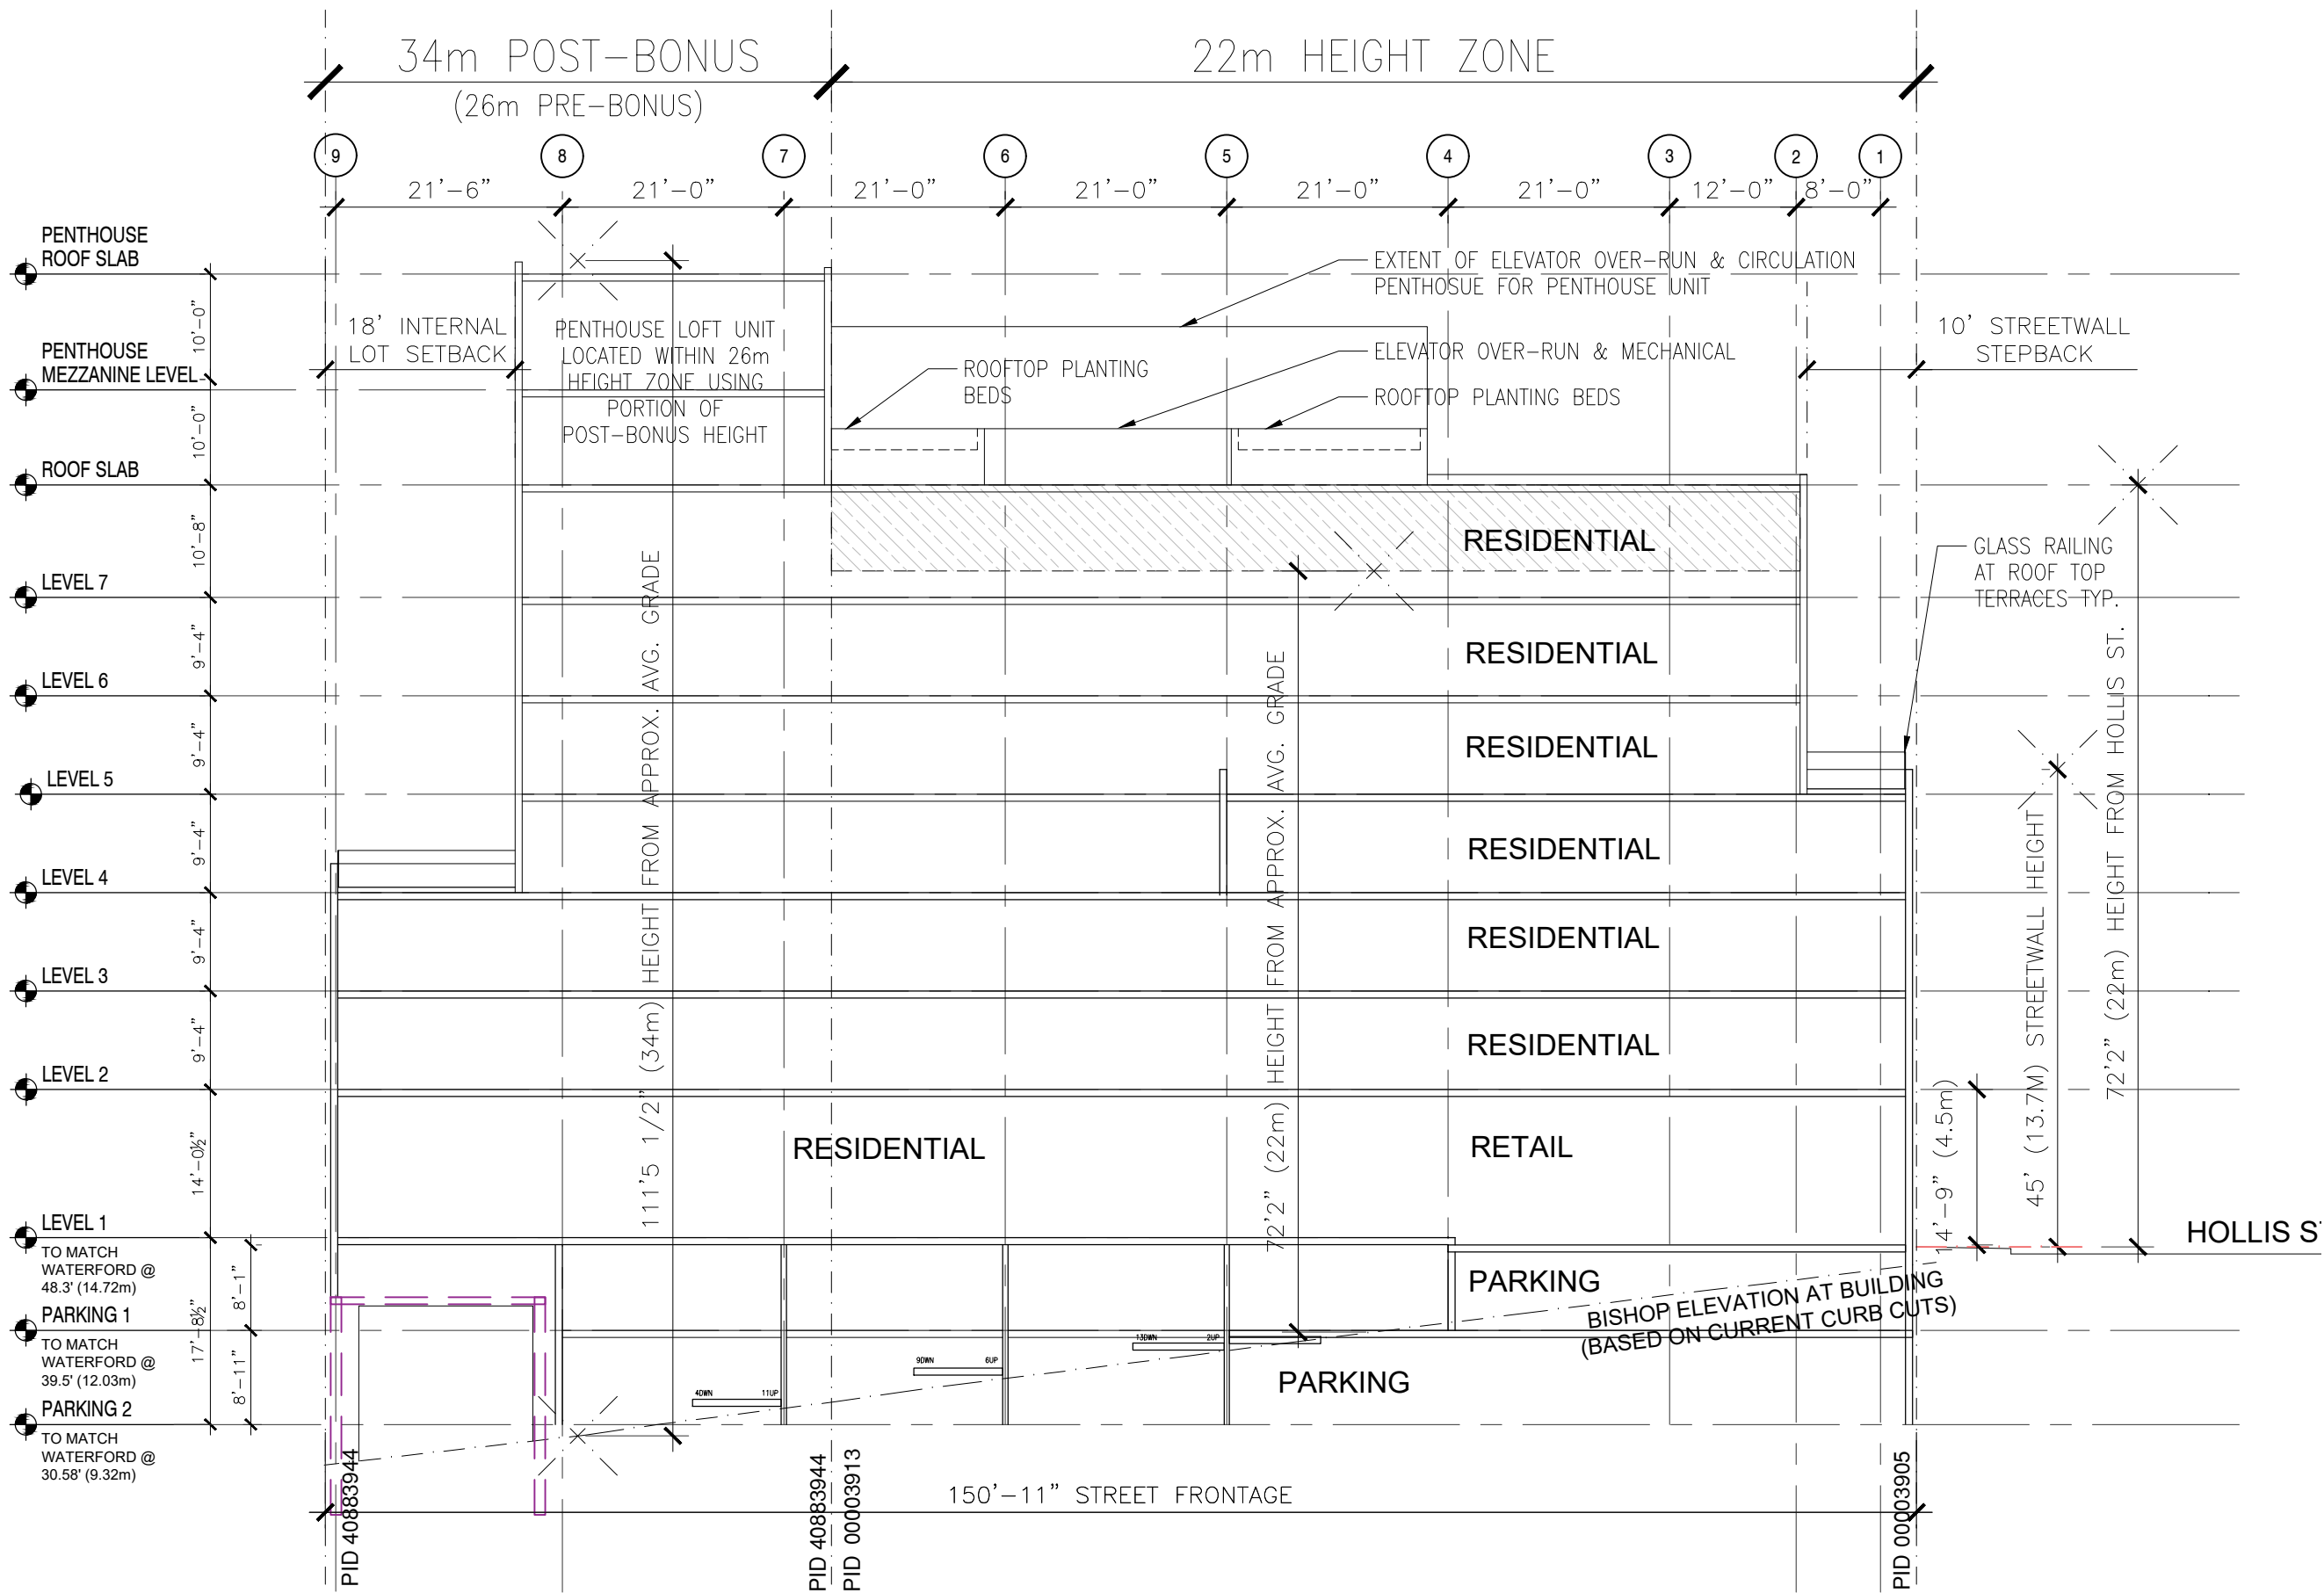 34m POST-BONUS
(26m PRE-BONUS)
22m HEIGHT ZONE
9
8
7
6
5
4
3
2
1
21'-6"
21'-0"
21'-0"
21'-0"
21'-0"
21'-0"
12'-0"
8'-0"
PENTHOUSE
ROOF SLAB
10'-0"
PENTHOUSE
MEZZANINE LEVEL
10'-0"
ROOF SLAB
10'-8"
LEVEL 7
9'-4"
LEVEL 6
9'-4"
LEVEL 5
9'-4"
LEVEL 4
9'-4"
LEVEL 3
9'-4"
LEVEL 2
14'-0½"
LEVEL 1
TO MATCH
WATERFORD @
48.3' (14.72m)
17'-8½"
8'-1"
PARKING 1
TO MATCH
WATERFORD @
39.5' (12.03m)
8'-11"
PARKING 2
TO MATCH
WATERFORD @
30.58' (9.32m)
18' INTERNAL
LOT SETBACK
PENTHOUSE LOFT UNIT
LOCATED WITHIN 26m
HEIGHT ZONE USING
PORTION OF
POST-BONUS HEIGHT
EXTENT OF ELEVATOR OVER-RUN & CIRCULATION
PENTHOSUE FOR PENTHOUSE UNIT
ELEVATOR OVER-RUN & MECHANICAL
ROOFTOP PLANTING
BEDS
ROOFTOP PLANTING BEDS
10' STREETWALL
STEPBACK
GLASS RAILING
AT ROOF TOP
TERRACES TYP.
RESIDENTIAL
RESIDENTIAL
RESIDENTIAL
RESIDENTIAL
RESIDENTIAL
RESIDENTIAL
RESIDENTIAL
RETAIL
PARKING
PARKING
111'5 1/2" (34m) HEIGHT FROM APPROX. AVG. GRADE
72'2" (22m) HEIGHT FROM APPROX. AVG. GRADE
14'-9" (4.5m)
45' (13.7M) STREETWALL HEIGHT
72'2" (22m) HEIGHT FROM HOLLIS ST.
HOLLIS S
BISHOP ELEVATION AT BUILDING
(BASED ON CURRENT CURB CUTS)
4DWN
11UP
9DWN
6UP
13DWN
2UP
150'-11" STREET FRONTAGE
PID 40883944
PID 40883944
PID 00003913
PID 00003905